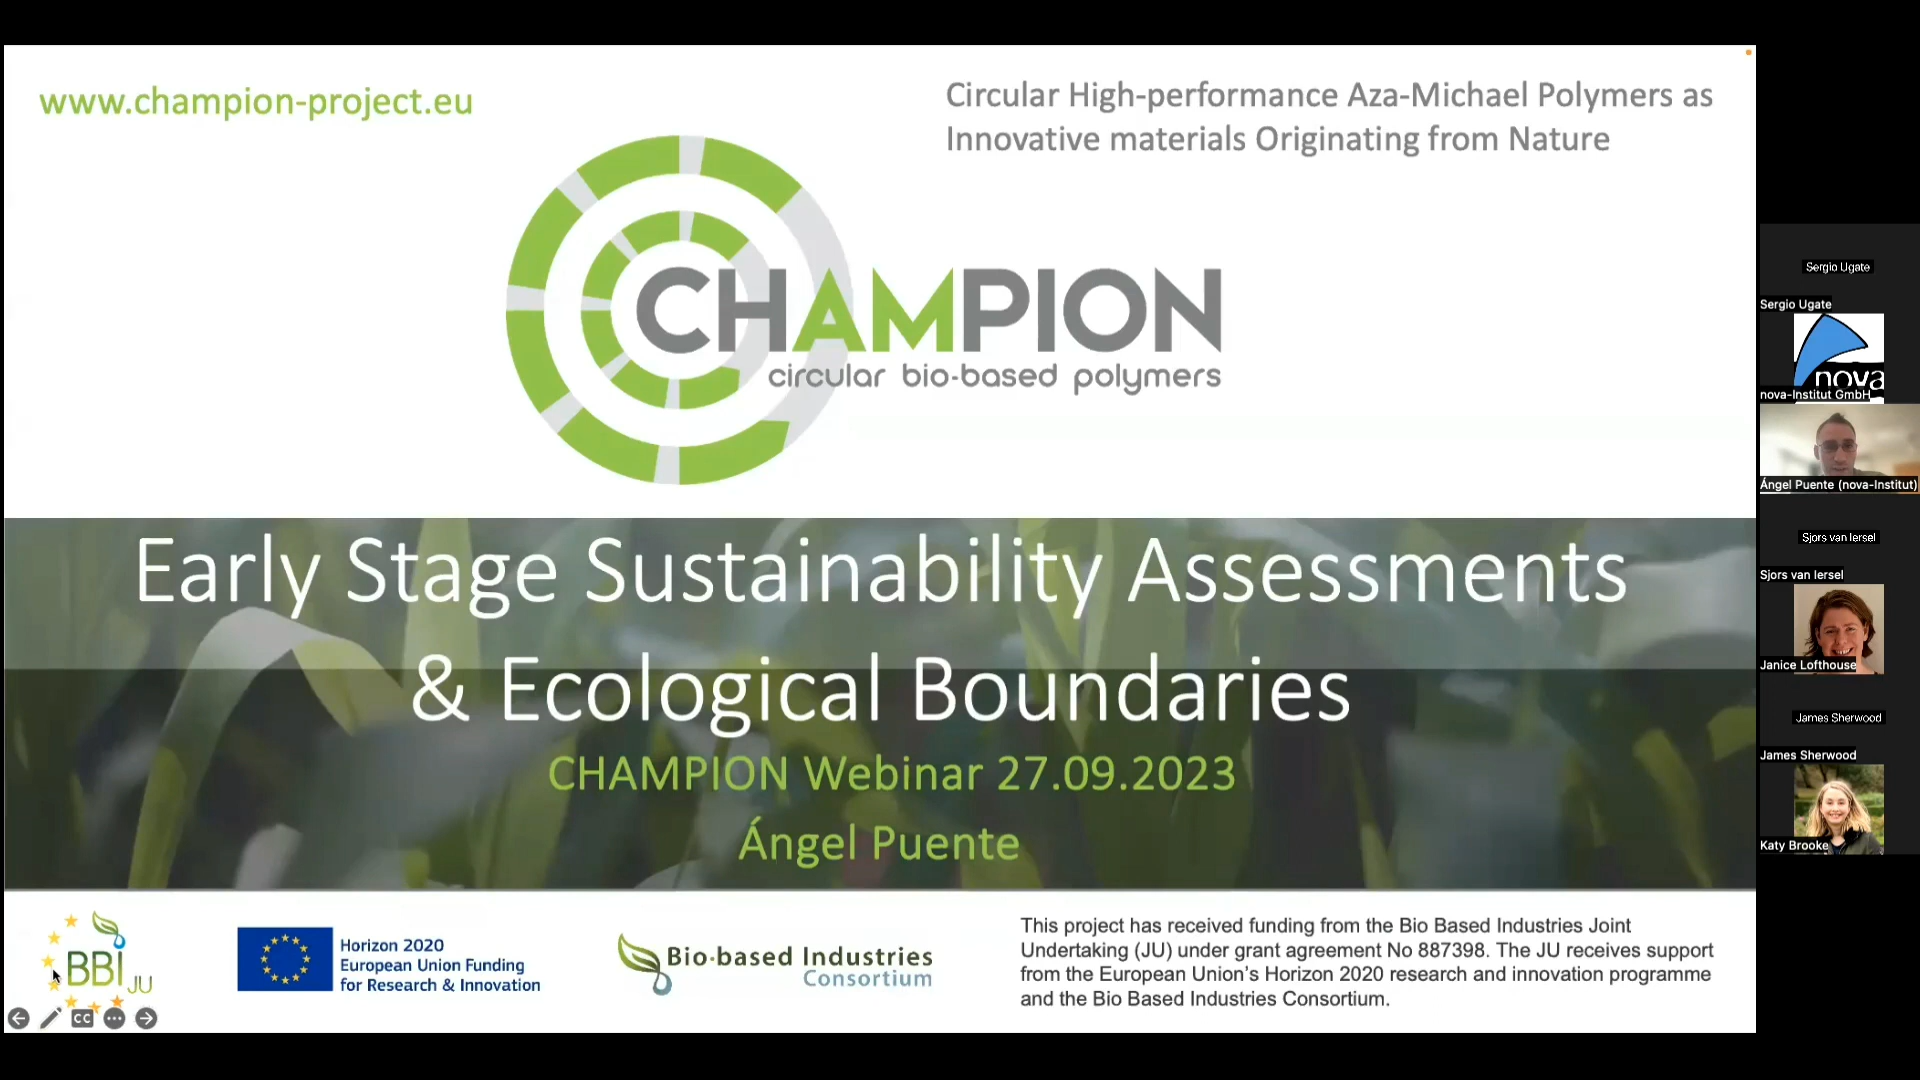 www.champion-project.eu
Circular High-performance Aza-Michael Polymers as
Innovative materials Originating from Nature
CHAMPION
circular bio-based polymers
Early Stage Sustainability Assessments
& Ecological Boundaries
CHAMPION Webinar 27.09.2023
Ángel Puente
BBI JU
Horizon 2020
European Union Funding
for Research & Innovation
Bio-based Industries
Consortium
This project has received funding from the Bio Based Industries Joint
Undertaking (JU) under grant agreement No 887398. The JU receives support
from the European Union's Horizon 2020 research and innovation programme
and the Bio Based Industries Consortium.
CC
Sergio Ugate
Sergio Ugate
nova
nova-Institut GmbH
Ángel Puente (nova-Institut)
Sjors van Iersel
Sjors van Iersel
Janice Lofthouse
James Sherwood
James Sherwood
Katy Brooke